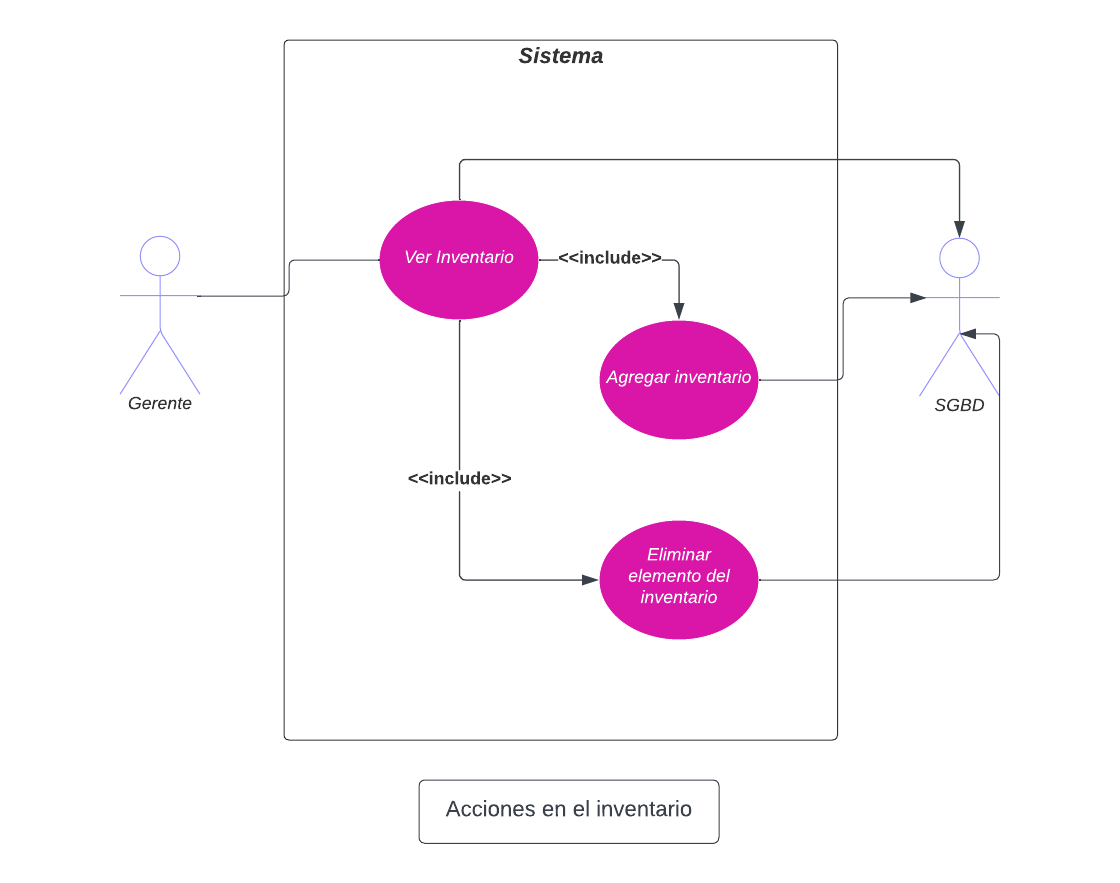 Sistema
Ver Inventario
<<include>>
Agregar inventario
Gerente
SGBD
<<include>>
Eliminar
elemento del
inventario
Acciones en el inventario